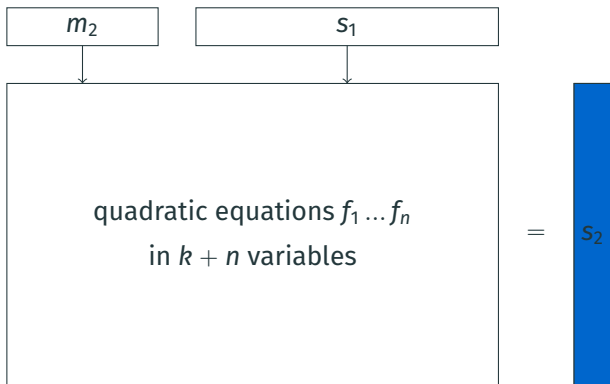 m₂ s₁
quadratic equations f₁ … fₙ
in k + n variables
= s₂